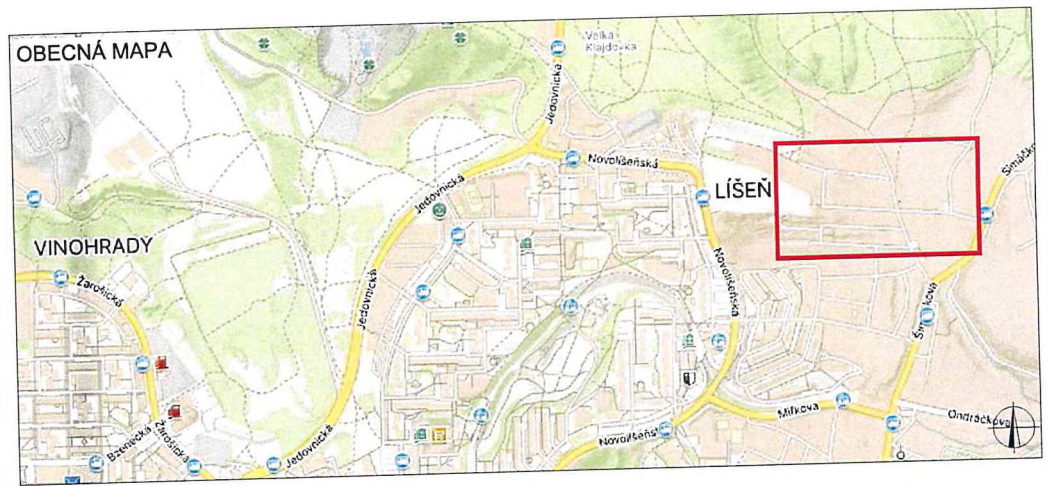 OBECNÁ MAPA
Velká
Klajdovka
Jedovnická
Novolíšeňská
Šimáčkova
LÍŠEŇ
Jedovnická
VINOHRADY
Žarošická
Jedovnická
Novolíšeňská
Šimáčkova
Bzenecká
Žarošická
Jedovnická
Novolíšeňská
Mifkova
Ondráčkova